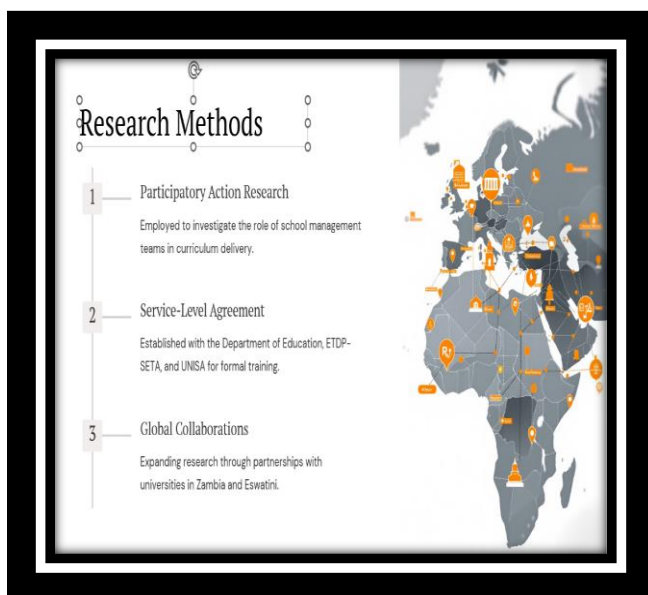 Research Methods
1
Participatory Action Research
Employed to investigate the role of school management
teams in curriculum delivery.
2
Service-Level Agreement
Established with the Department of Education, ETDP-
SETA, and UNISA for formal training.
3
Global Collaborations
Expanding research through partnerships with
universities in Zambia and Eswatini.